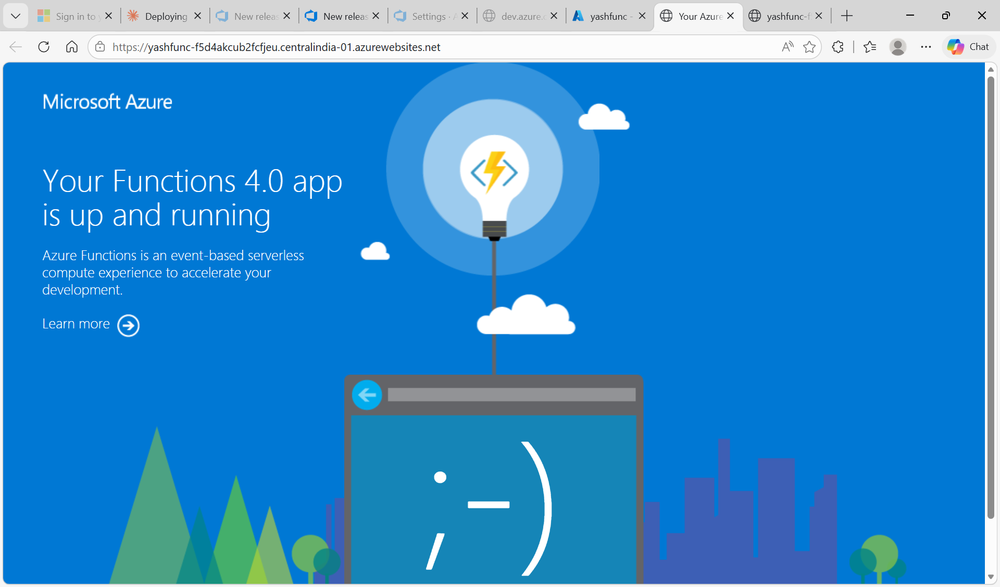 Sign in to y
Deploying
New releas
New releas
Settings · A
dev.azure.c
yashfunc -
Your Azure
yashfunc-f
https://yashfunc-f5d4akcub2fcfjeu.centralindia-01.azurewebsites.net
Chat
Microsoft Azure
Your Functions 4.0 app
is up and running
Azure Functions is an event-based serverless
compute experience to accelerate your
development.
Learn more
;-)